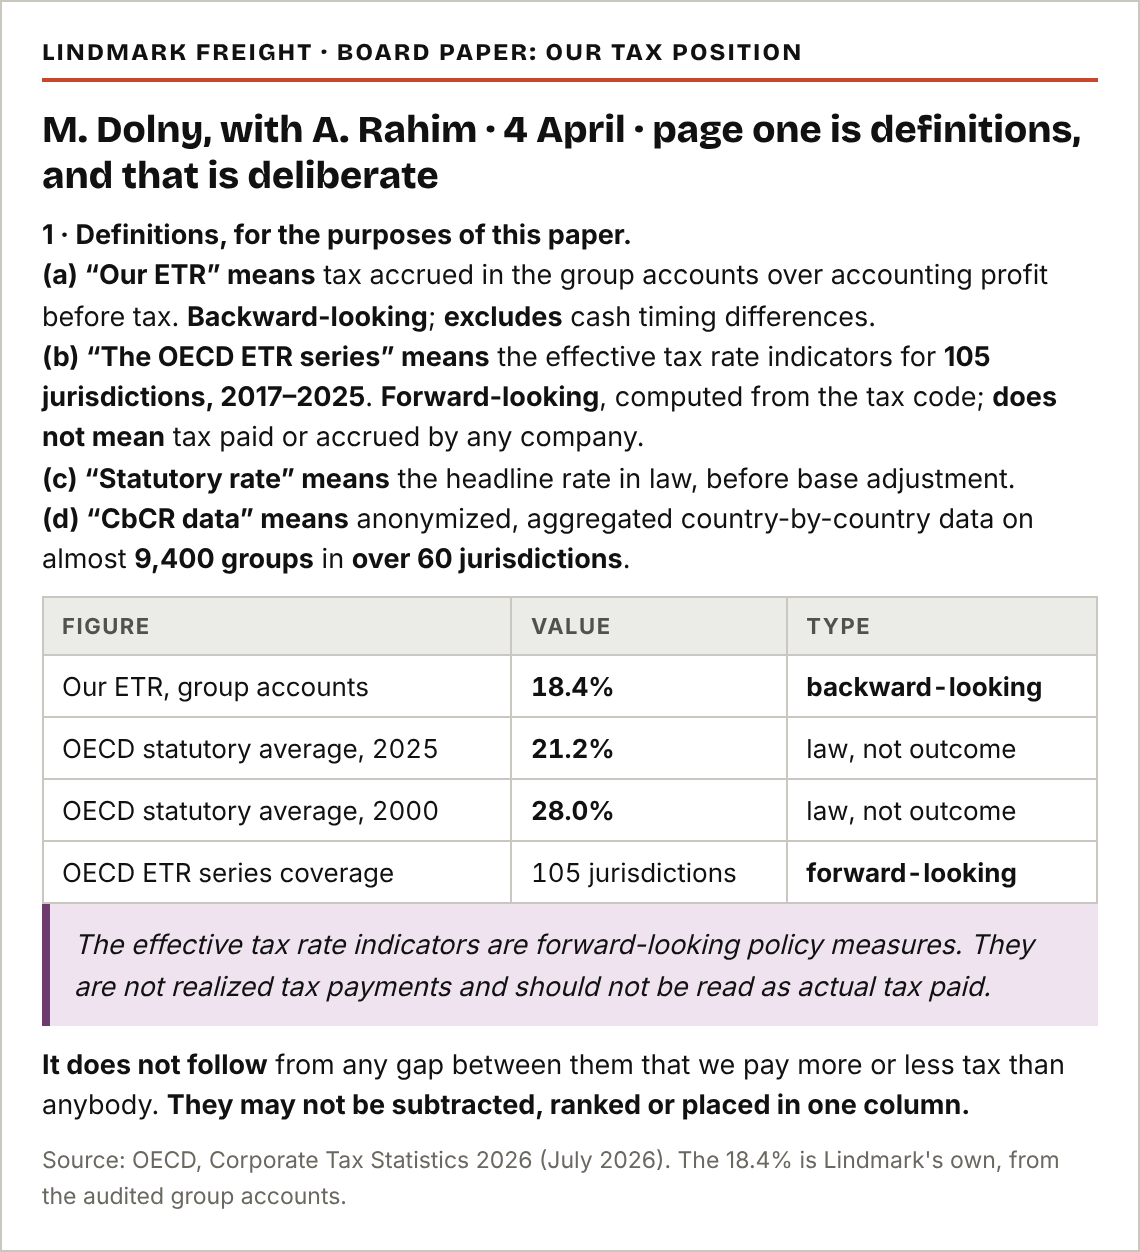 LINDMARK FREIGHT · BOARD PAPER: OUR TAX POSITION
M. Dolny, with A. Rahim · 4 April · page one is definitions,
and that is deliberate
1 · Definitions, for the purposes of this paper.
(a) “Our ETR” means tax accrued in the group accounts over accounting profit
before tax. Backward-looking; excludes cash timing differences.
(b) “The OECD ETR series” means the effective tax rate indicators for 105
jurisdictions, 2017–2025. Forward-looking, computed from the tax code; does
not mean tax paid or accrued by any company.
(c) “Statutory rate” means the headline rate in law, before base adjustment.
(d) “CbCR data” means anonymized, aggregated country-by-country data on
almost 9,400 groups in over 60 jurisdictions.
FIGURE VALUE TYPE
Our ETR, group accounts 18.4% backward-looking
OECD statutory average, 2025 21.2% law, not outcome
OECD statutory average, 2000 28.0% law, not outcome
OECD ETR series coverage 105 jurisdictions forward-looking
The effective tax rate indicators are forward-looking policy measures. They
are not realized tax payments and should not be read as actual tax paid.
It does not follow from any gap between them that we pay more or less tax than
anybody. They may not be subtracted, ranked or placed in one column.
Source: OECD, Corporate Tax Statistics 2026 (July 2026). The 18.4% is Lindmark's own, from
the audited group accounts.